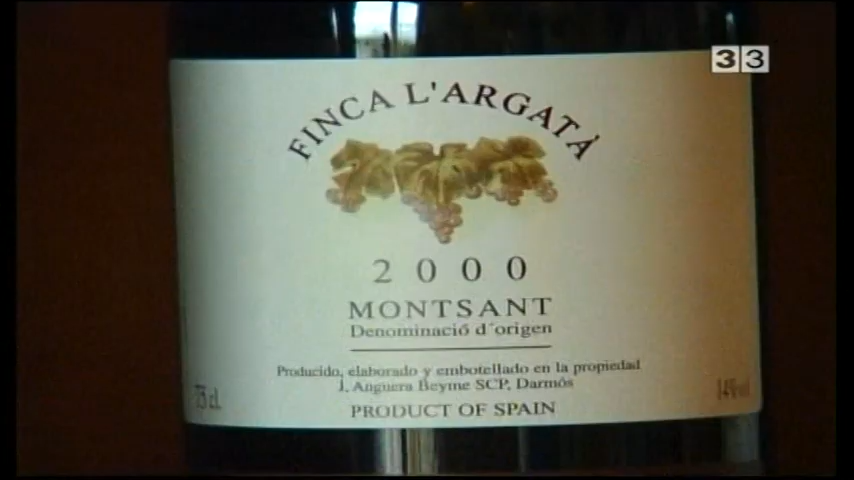 33
FINCA L'ARGATÀ
2000
MONTSANT
Denominació d'origen
Producido, elaborado y embotellado en la propiedad
J. Anguera Beyme SCP, Darmós
75 cl. 14% vol
PRODUCT OF SPAIN